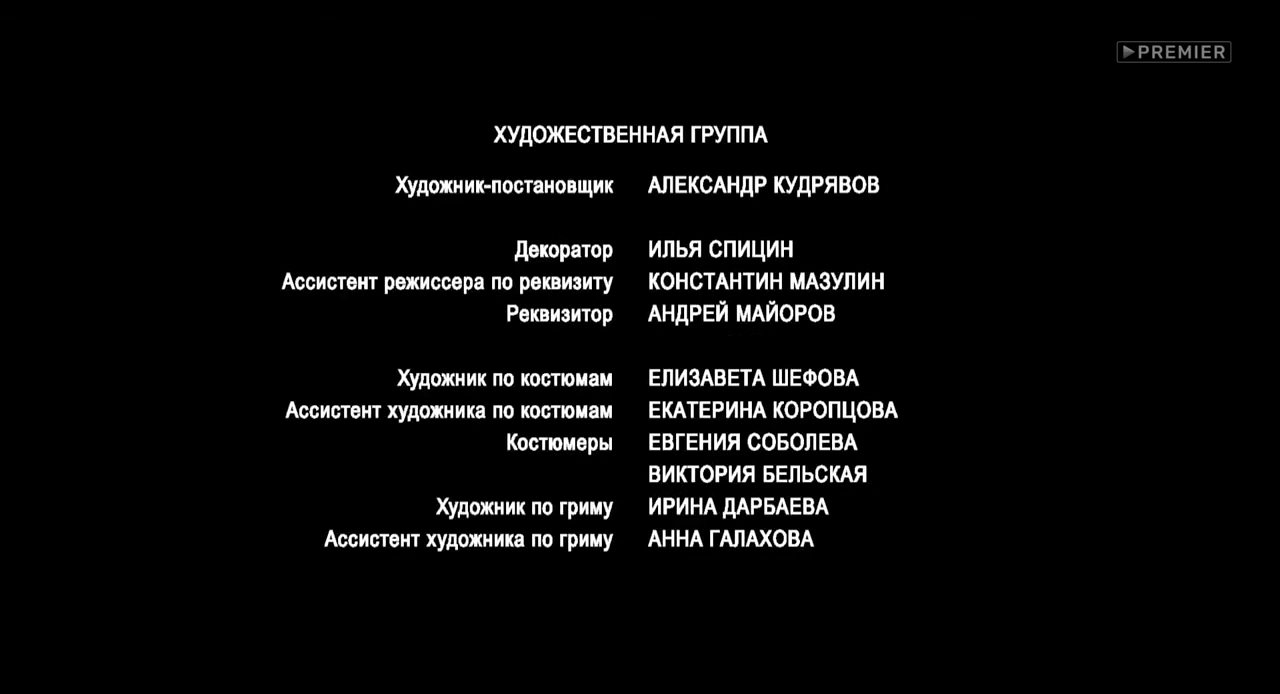 PREMIER
ХУДОЖЕСТВЕННАЯ ГРУППА
Художник-постановщик АЛЕКСАНДР КУДРЯВОВ
Декоратор ИЛЬЯ СПИЦИН
Ассистент режиссера по реквизиту КОНСТАНТИН МАЗУЛИН
Реквизитор АНДРЕЙ МАЙОРОВ
Художник по костюмам ЕЛИЗАВЕТА ШЕФОВА
Ассистент художника по костюмам ЕКАТЕРИНА КОРОПЦОВА
Костюмеры ЕВГЕНИЯ СОБОЛЕВА
ВИКТОРИЯ БЕЛЬСКАЯ
Художник по гриму ИРИНА ДАРБАЕВА
Ассистент художника по гриму АННА ГАЛАХОВА